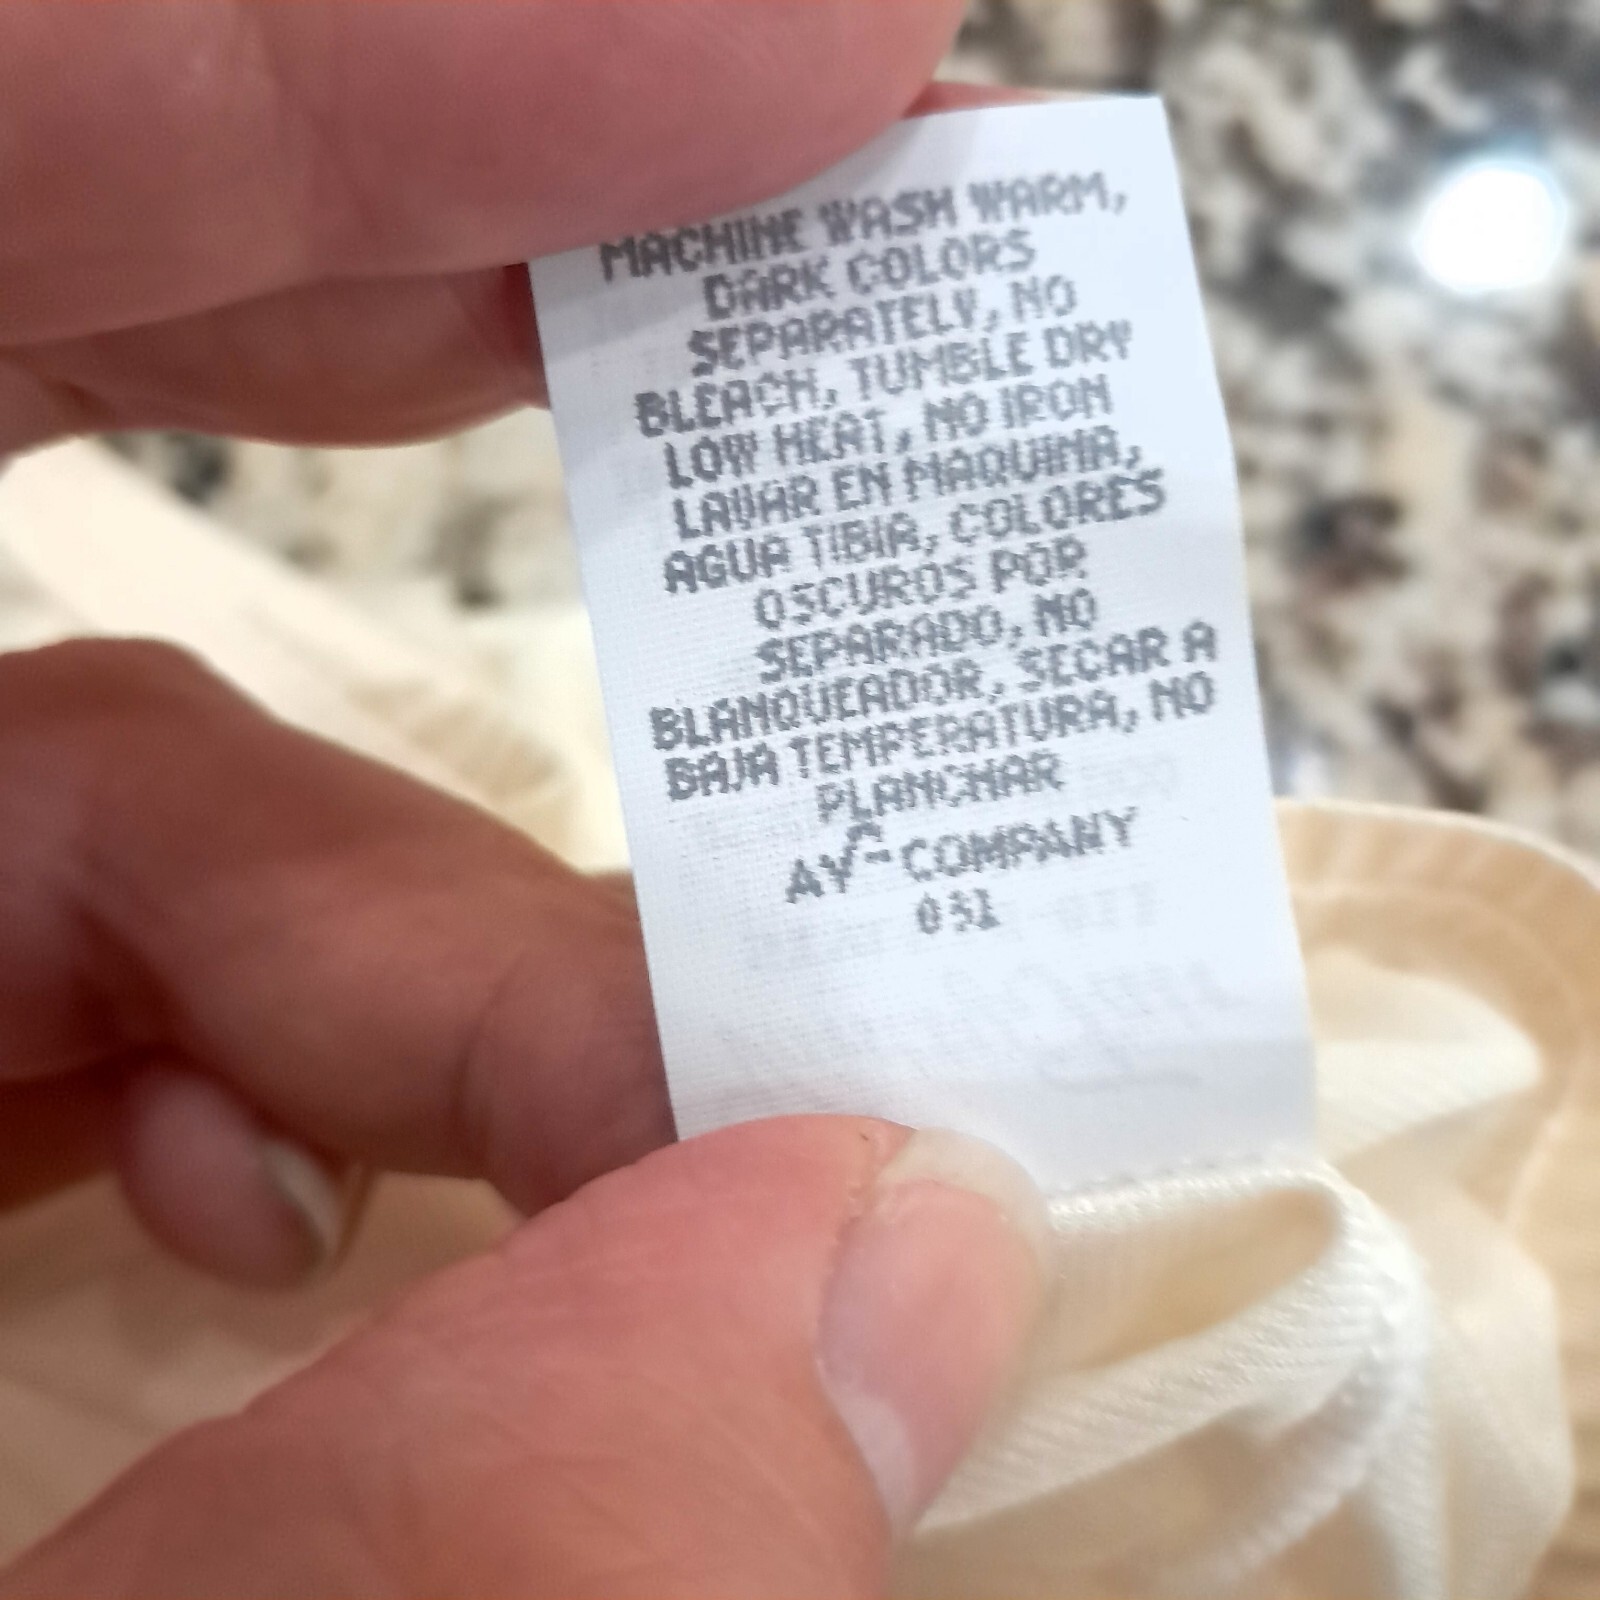 MACHINE WASH WARM,
DARK COLORS
SEPARATELY, NO
BLEACH, TUMBLE DRY
LOW HEAT, NO IRON
LAVAR EN MAQUINA,
AGUA TIBIA, COLORES
OSCUROS POR
SEPARADO, NO
BLANQUEADOR, SECAR A
BAJA TEMPERATURA, NO
PLANCHAR
COMPANY
031